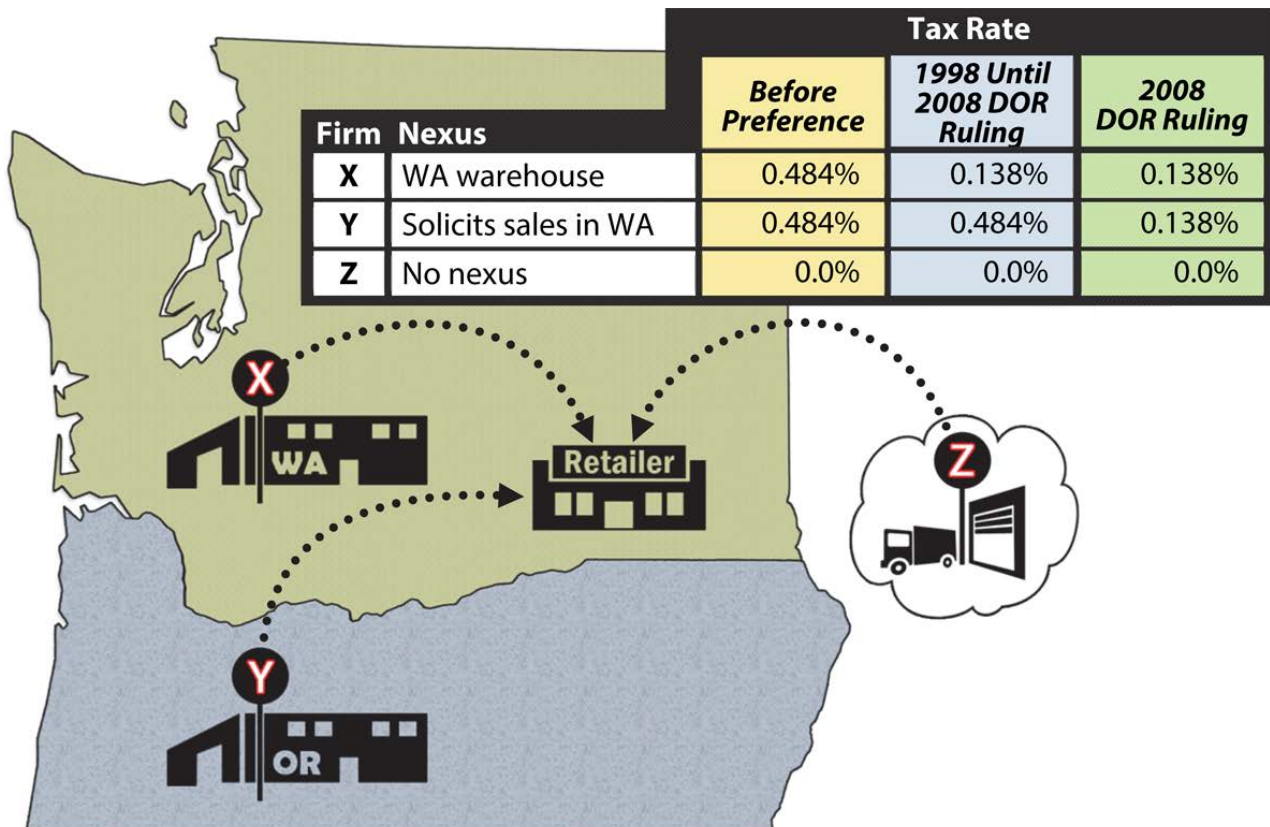 Tax Rate
Before
Preference
1998 Until
2008 DOR
Ruling
2008
DOR Ruling
Firm Nexus
X WA warehouse 0.484% 0.138% 0.138%
Y Solicits sales in WA 0.484% 0.484% 0.138%
Z No nexus 0.0% 0.0% 0.0%
X
WA
Retailer
Z
Y
OR